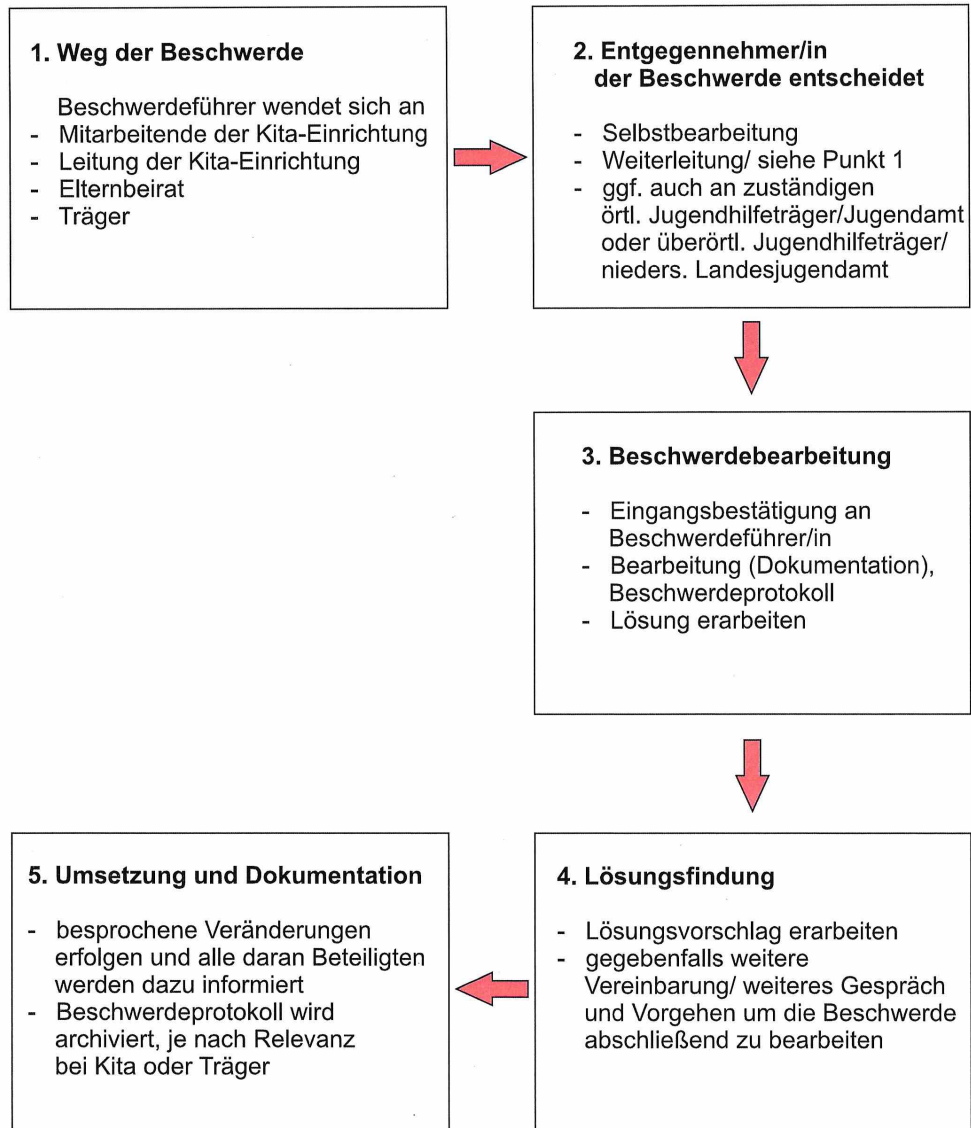 1. Weg der Beschwerde
Beschwerdeführer wendet sich an
- Mitarbeitende der Kita-Einrichtung
- Leitung der Kita-Einrichtung
- Elternbeirat
- Träger
2. Entgegennehmer/in
der Beschwerde entscheidet
- Selbstbearbeitung
- Weiterleitung/ siehe Punkt 1
- ggf. auch an zuständigen
örtl. Jugendhilfeträger/Jugendamt
oder überörtl. Jugendhilfeträger/
nieders. Landesjugendamt
3. Beschwerdebearbeitung
- Eingangsbestätigung an
Beschwerdeführer/in
- Bearbeitung (Dokumentation),
Beschwerdeprotokoll
- Lösung erarbeiten
4. Lösungsfindung
- Lösungsvorschlag erarbeiten
- gegebenfalls weitere
Vereinbarung/ weiteres Gespräch
und Vorgehen um die Beschwerde
abschließend zu bearbeiten
5. Umsetzung und Dokumentation
- besprochene Veränderungen
erfolgen und alle daran Beteiligten
werden dazu informiert
- Beschwerdeprotokoll wird
archiviert, je nach Relevanz
bei Kita oder Träger